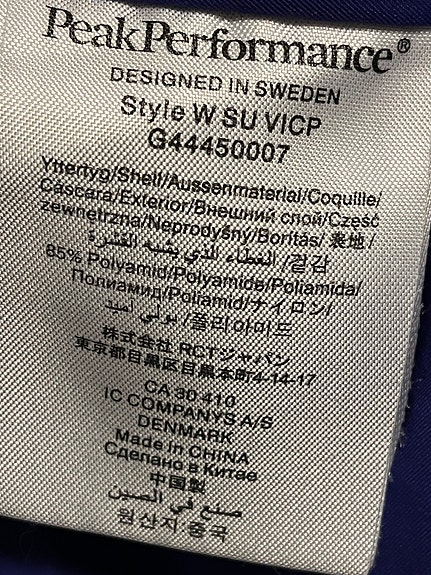 PeakPerformance®
DESIGNED IN SWEDEN
Style W SU VICP
G44450007
Yttertyg/Shell/Aussenmaterial/Coquille/
Cáscara/Exterior/Внешний слой/Część
zewnętrzna/Neprodyšny/Borítás/ 表地 /
العطاء للذي يشبه القشرة /겉감
85% Polyamid/Polyamide/Poliamida/
Полиамид/Poliamid/ナイロン/
بولي أميد /폴리아미드
株式会社 RCTジャパン
東京都目黒区目黒本町4-14-17
CA 30 410
IC COMPANYS A/S
DENMARK
Made in CHINA
Сделано в Китае
中国製
صنع في الصين
원산지 중국